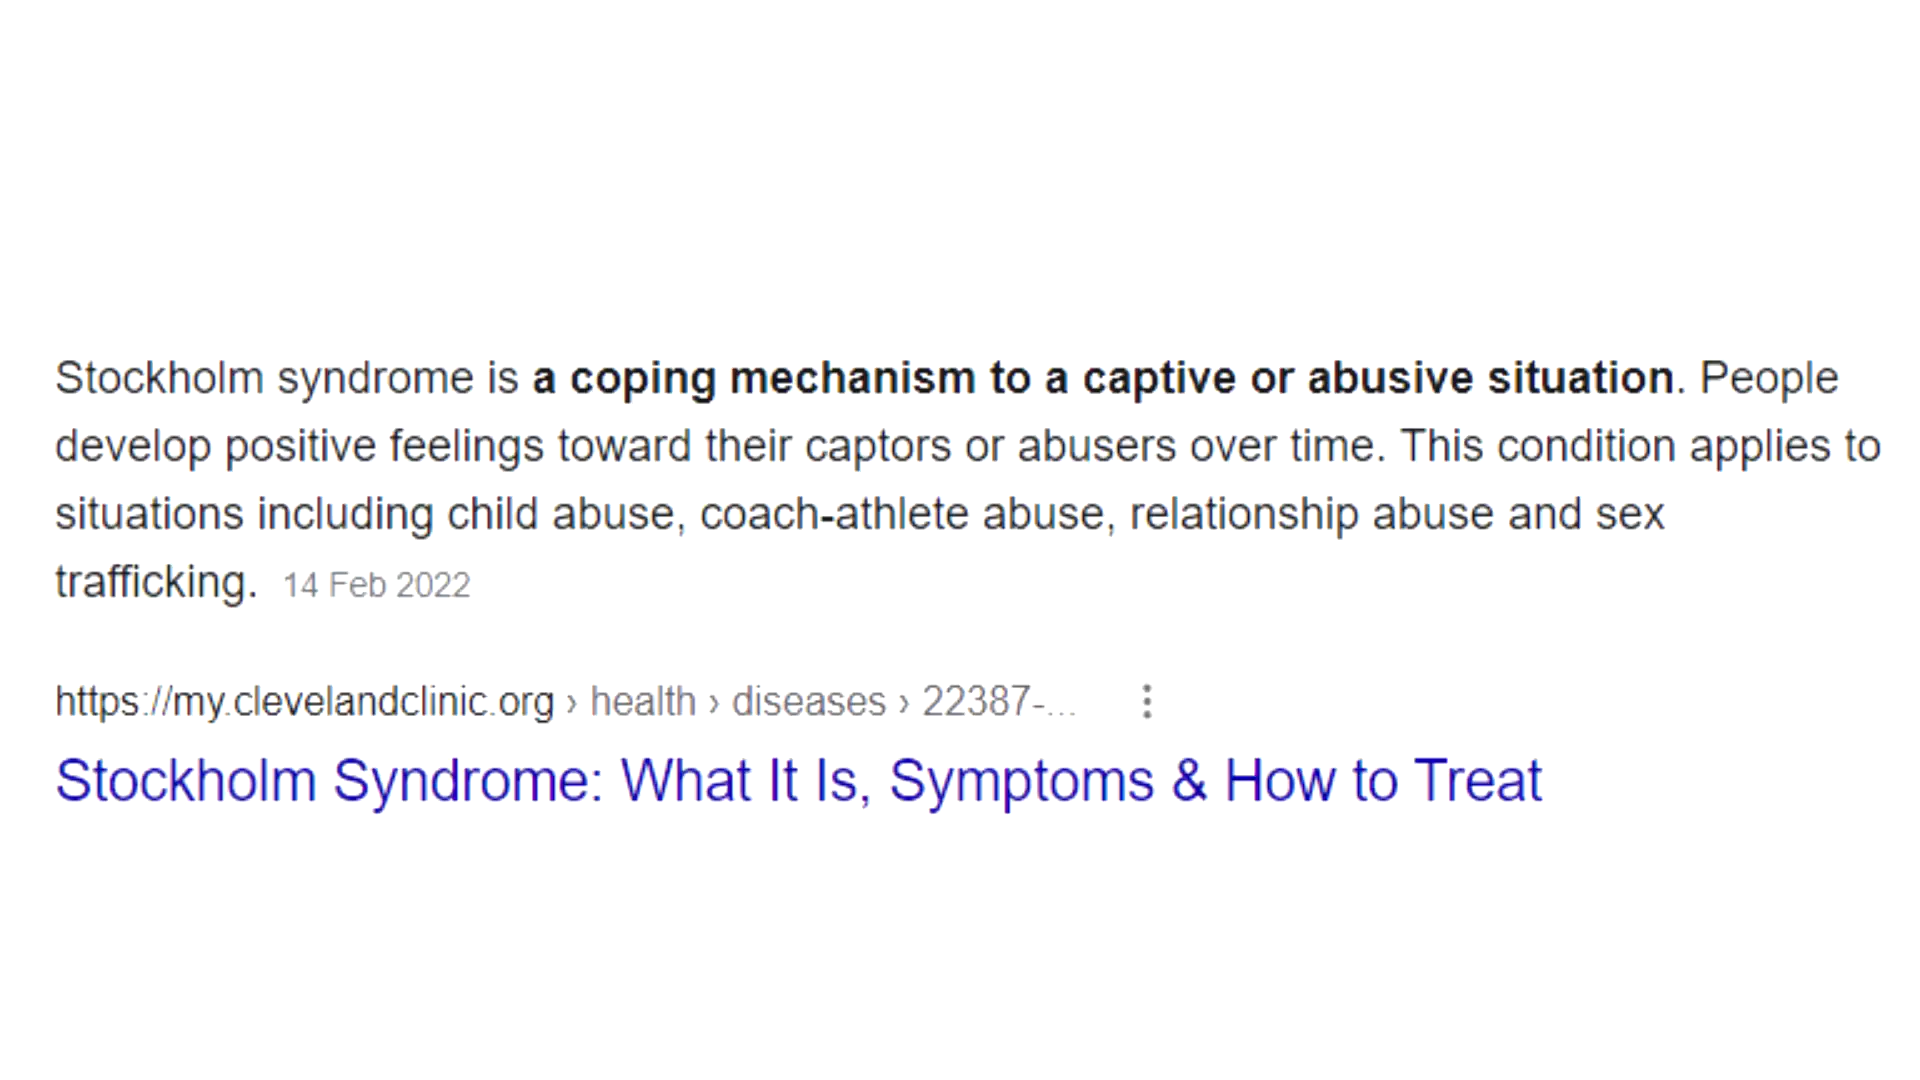 Stockholm syndrome is a coping mechanism to a captive or abusive situation. People
develop positive feelings toward their captors or abusers over time. This condition applies to
situations including child abuse, coach-athlete abuse, relationship abuse and sex
trafficking. 14 Feb 2022
https://my.clevelandclinic.org › health › diseases › 22387-...
Stockholm Syndrome: What It Is, Symptoms & How to Treat